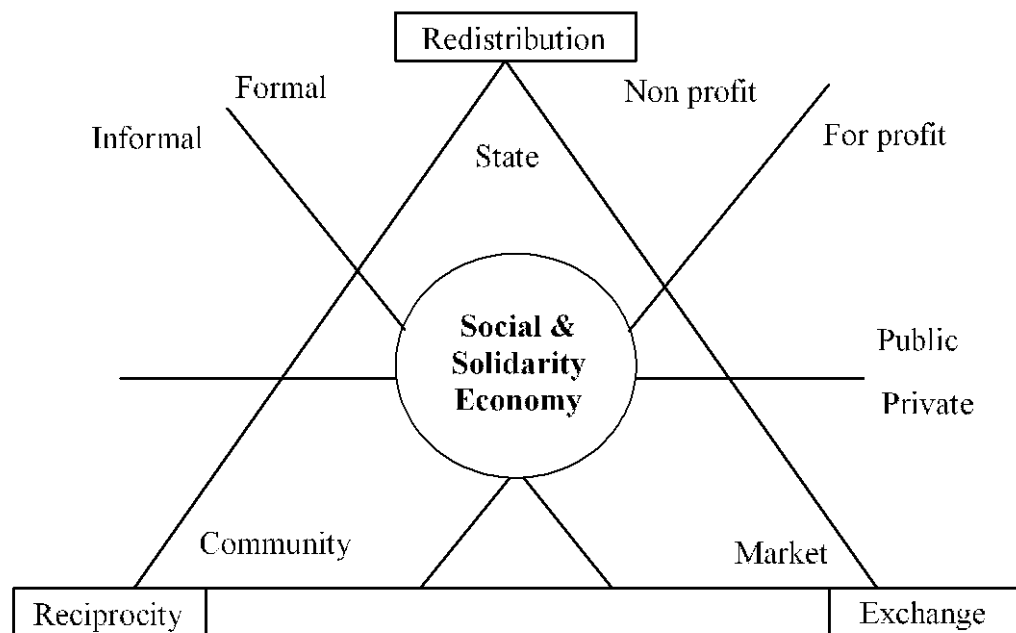 Redistribution
Formal
Non profit
Informal
For profit
State
Social &
Solidarity
Economy
Public
Private
Community
Market
Reciprocity
Exchange